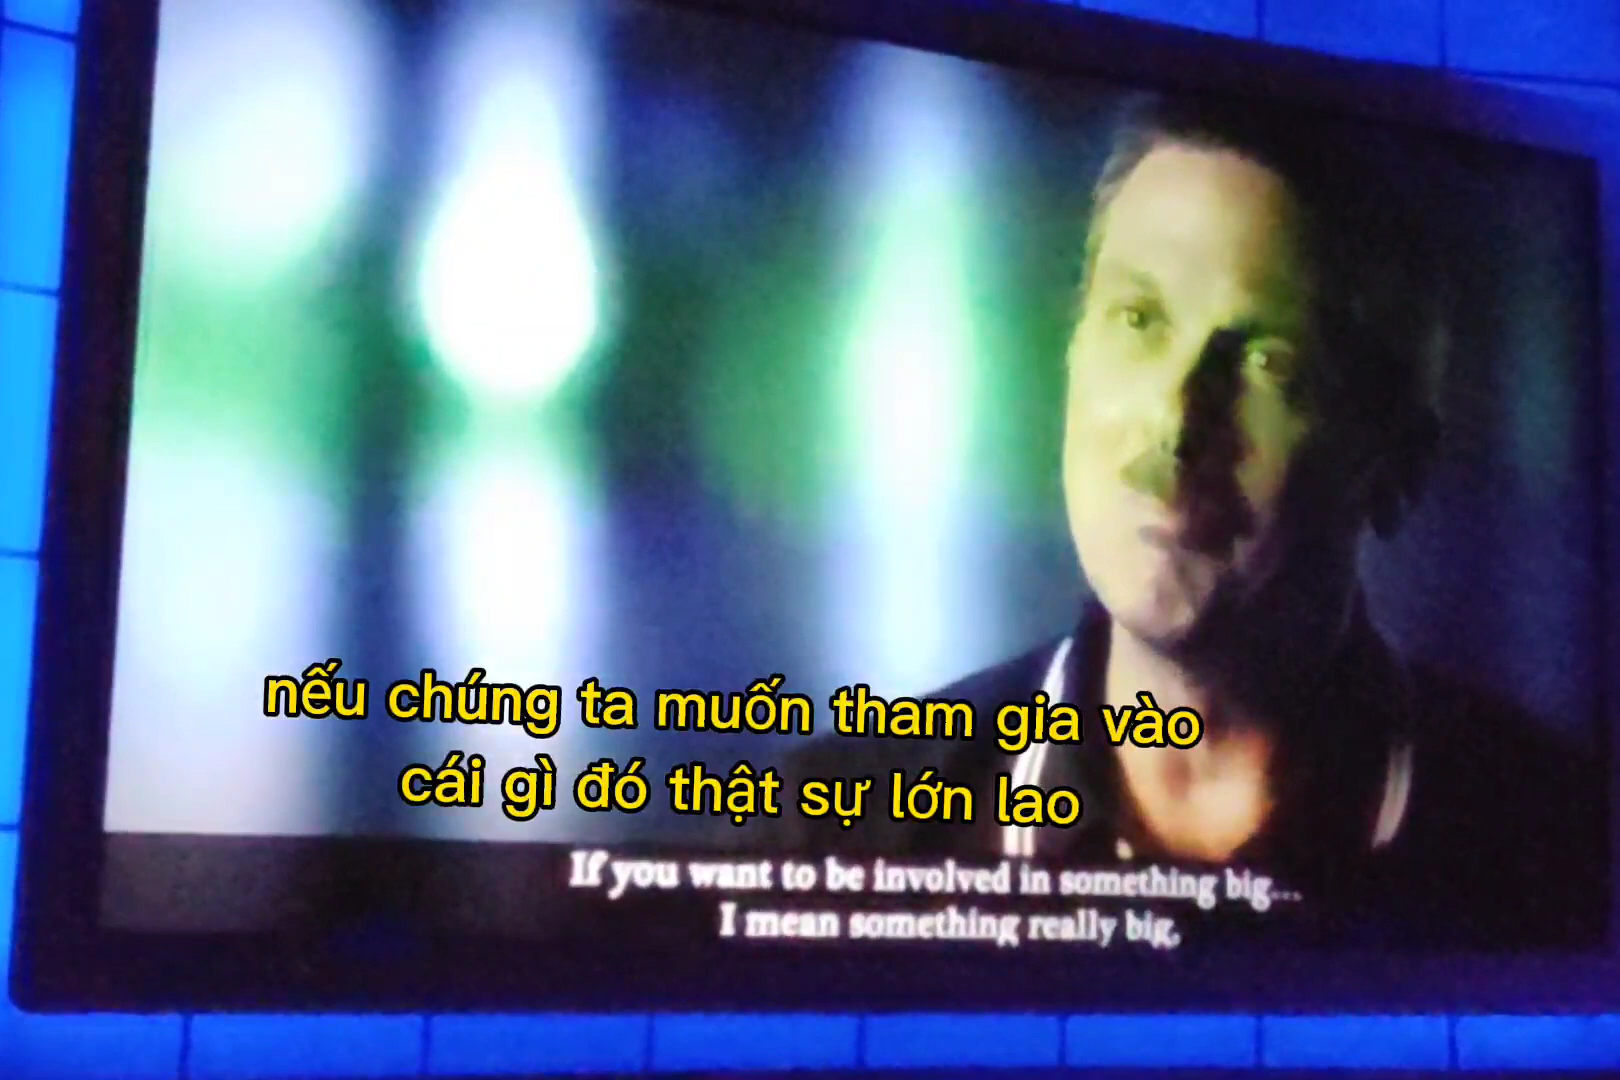 nếu chúng ta muốn tham gia vào
cái gì đó thật sự lớn lao
If you want to be involved in something big...
I mean something really big,